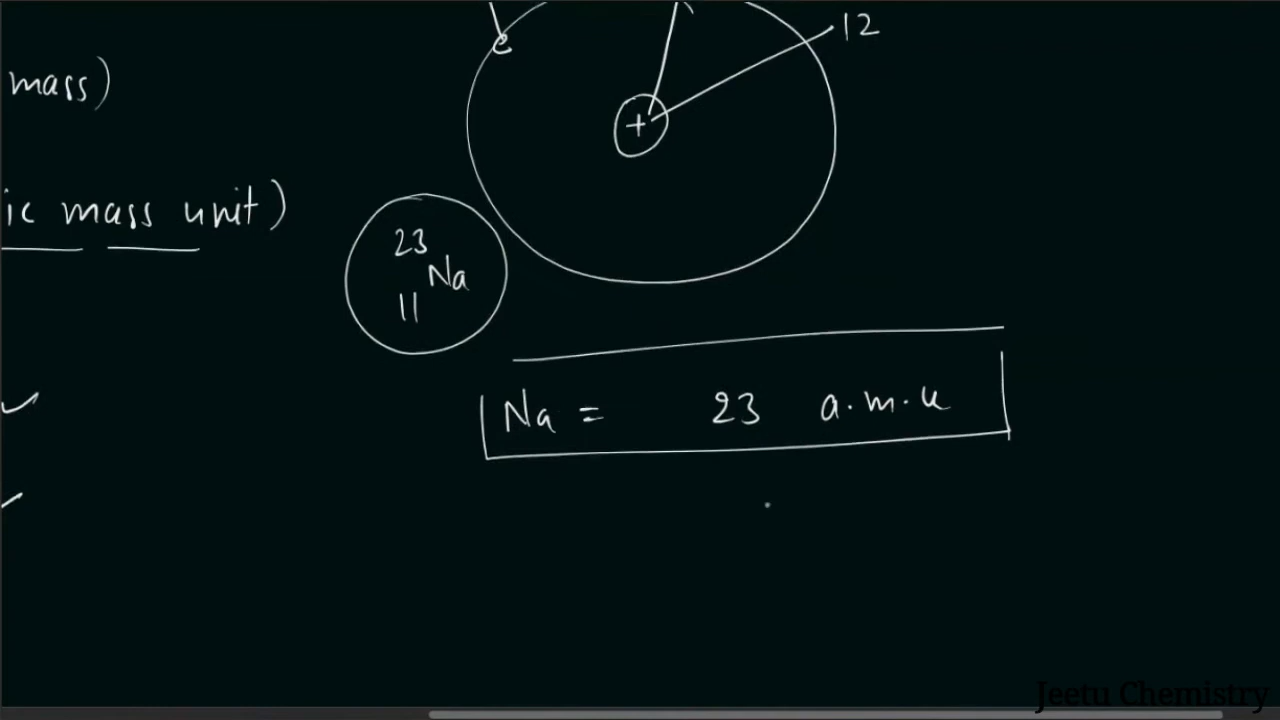 12
e
+
mass)
ic mass unit)
23
Na
11
Na = 23 a.m.u
Jeetu Chemistry